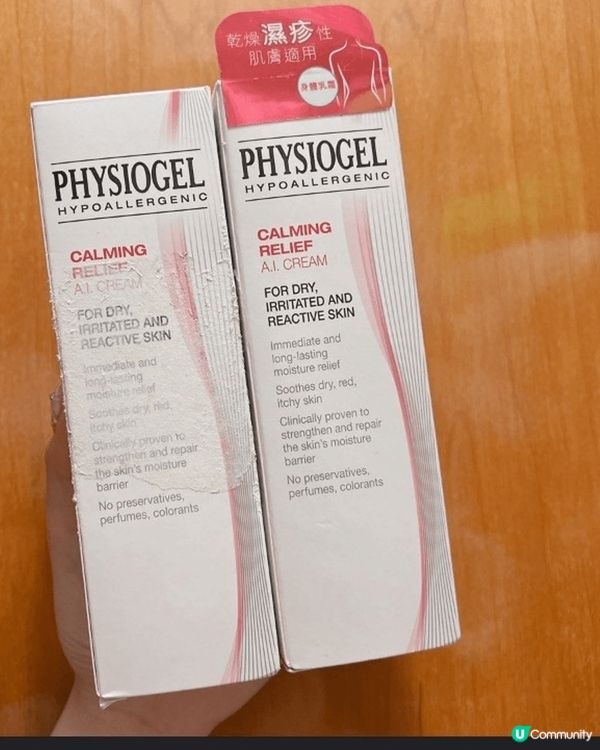 PHYSIOGEL
HYPOALLERGENIC
CALMING
RELIEF
A.I. CREAM
FOR DRY,
IRRITATED AND
REACTIVE SKIN
Immediate and
long-lasting
moisture relief
Soothes dry, red,
itchy skin
Clinically proven to
strengthen and repair
the skin's moisture
barrier
No preservatives,
perfumes, colorants
乾燥濕疹性
肌膚適用
身體乳霜
PHYSIOGEL
HYPOALLERGENIC
CALMING
RELIEF
A.I. CREAM
FOR DRY,
IRRITATED AND
REACTIVE SKIN
Immediate and
long-lasting
moisture relief
Soothes dry, red,
itchy skin
Clinically proven to
strengthen and repair
the skin's moisture
barrier
No preservatives,
perfumes, colorants
U Community